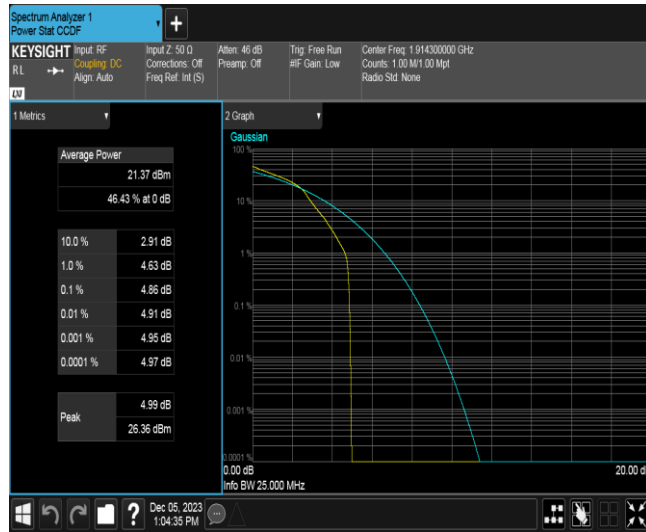 Spectrum Analyzer 1
Power Stat CCDF
+
KEYSIGHT
Input: RF
Coupling: DC
Align: Auto
Input Z: 50 Ω
Corrections: Off
Freq Ref: Int (S)
Atten: 46 dB
Preamp: Off
Trig: Free Run
#IF Gain: Low
Center Freq: 1.914300000 GHz
Counts: 1.00 M/1.00 Mpt
Radio Std: None
RL
LXI
1 Metrics
Average Power
21.37 dBm
46.43 % at 0 dB
10.0 % 2.91 dB
1.0 % 4.63 dB
0.1 % 4.86 dB
0.01 % 4.91 dB
0.001 % 4.95 dB
0.0001 % 4.97 dB
Peak
4.99 dB
26.36 dBm
2 Graph
Gaussian
100 %
10 %
1 %
0.1 %
0.01 %
0.001 %
0.0001 %
0.00 dB
20.00 d
Info BW 25.000 MHz
?
Dec 05, 2023
1:04:35 PM